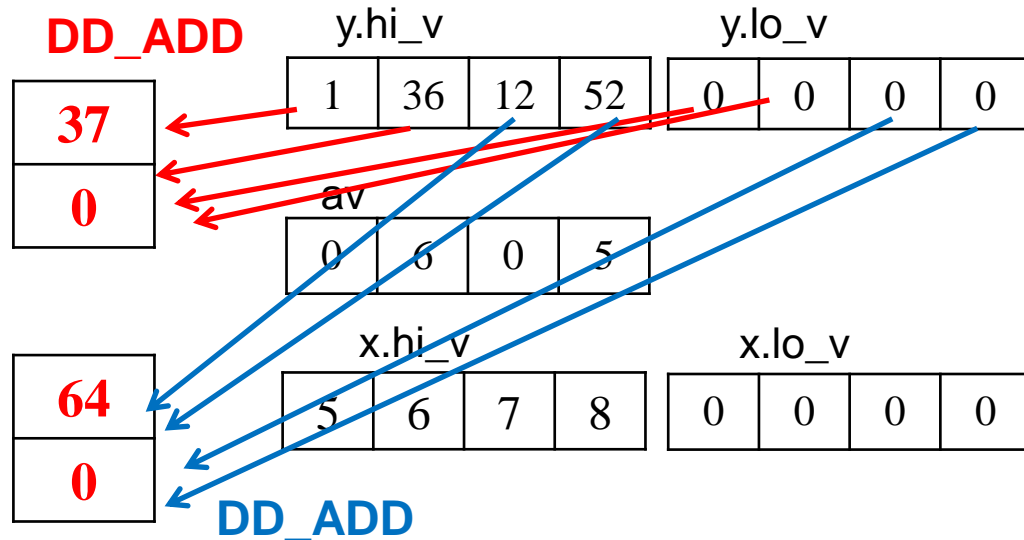 DD_ADD y.hi_v y.lo_v
37 1 36 12 52 0 0 0 0
0 av
0 6 0 5
x.hi_v x.lo_v
64 5 6 7 8 0 0 0 0
0
DD_ADD